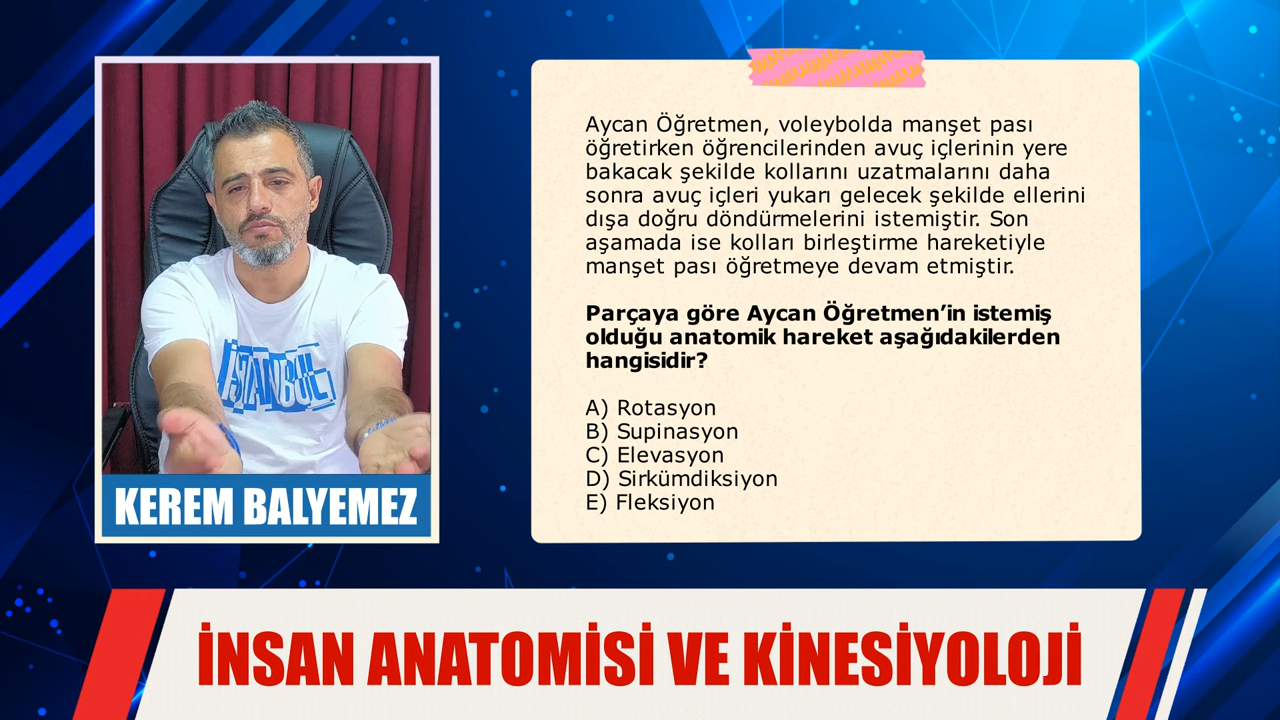 İSTANBUL
KEREM BALYEMEZ
Aycan Öğretmen, voleybolda manşet pası
öğretirken öğrencilerinden avuç içlerinin yere
bakacak şekilde kollarını uzatmalarını daha
sonra avuç içleri yukarı gelecek şekilde ellerini
dışa doğru döndürmelerini istemiştir. Son
aşamada ise kolları birleştirme hareketiyle
manşet pası öğretmeye devam etmiştir.
Parçaya göre Aycan Öğretmen’in istemiş
olduğu anatomik hareket aşağıdakilerden
hangisidir?
A) Rotasyon
B) Supinasyon
C) Elevasyon
D) Sirkümdiksiyon
E) Fleksiyon
İNSAN ANATOMİSİ VE KİNESİYOLOJİ